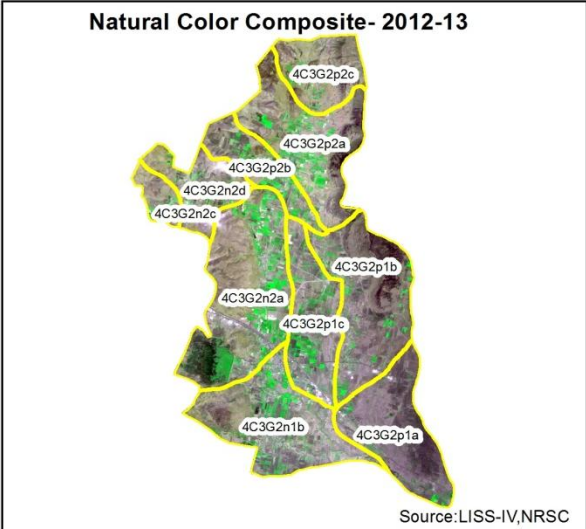 Natural Color Composite- 2012-13
4C3G2p2c
4C3G2p2a
4C3G2p2b
4C3G2n2d
4C3G2n2c
4C3G2p1b
4C3G2n2a
4C3G2p1c
4C3G2n1b
4C3G2p1a
Source:LISS-IV,NRSC